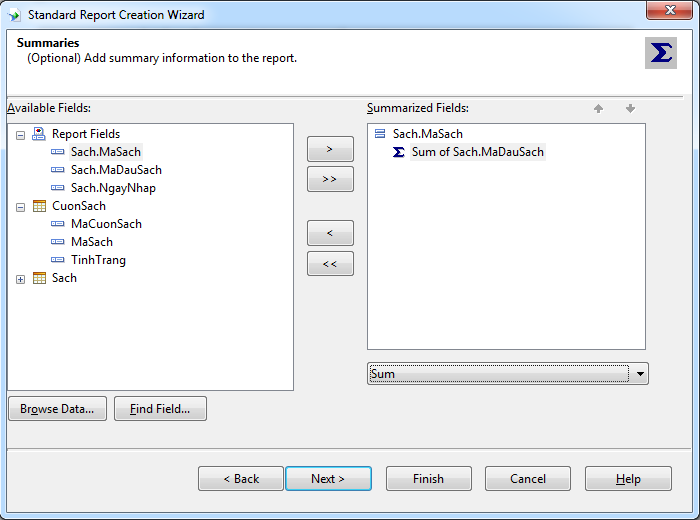 Standard Report Creation Wizard
Summaries
(Optional) Add summary information to the report.
Σ
Available Fields:
Report Fields
Sach.MaSach
Sach.MaDauSach
Sach.NgayNhap
CuonSach
MaCuonSach
MaSach
TinhTrang
Sach
>
>>
<
<<
Summarized Fields:
Sach.MaSach
Σ Sum of Sach.MaDauSach
Sum
Browse Data...
Find Field...
< Back
Next >
Finish
Cancel
Help